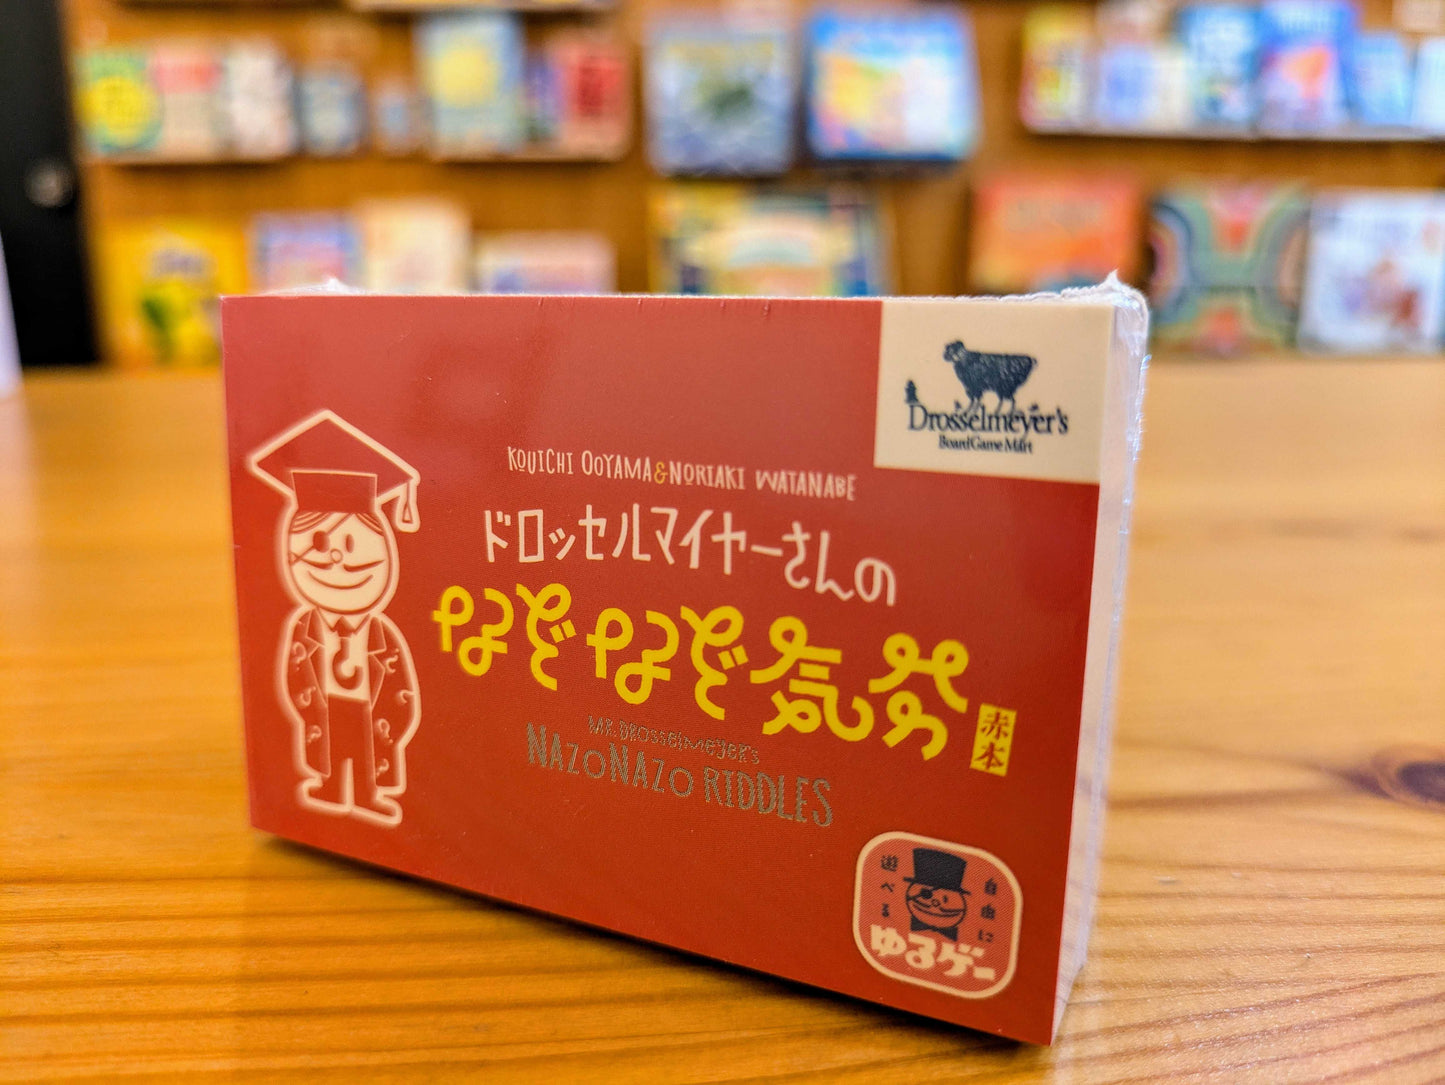 Drosselmeyer's
BoardGame Mart
KOUICHI OOYAMA & NORIAKI WATANABE
ドロッセルマイヤーさんの
なぞなぞ気分
赤本
MR. DROSSELMEYER'S
NAZONAZO RIDDLES
自由に
遊べる
ゆるゲー